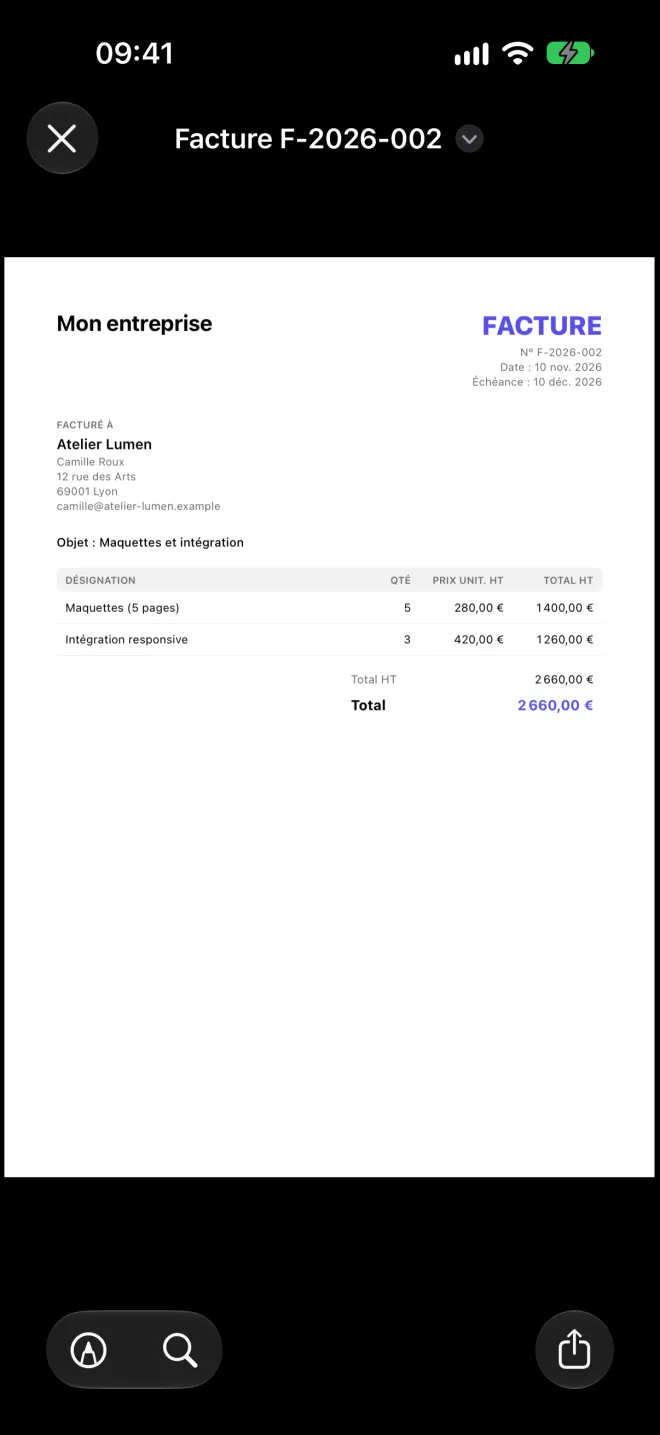 09:41
Facture F-2026-002
Mon entreprise
FACTURE
N° F-2026-002
Date : 10 nov. 2026
Échéance : 10 déc. 2026
FACTURÉ À
Atelier Lumen
Camille Roux
12 rue des Arts
69001 Lyon
camille@atelier-lumen.example
Objet : Maquettes et intégration
DÉSIGNATION QTÉ PRIX UNIT. HT TOTAL HT
Maquettes (5 pages) 5 280,00 € 1 400,00 €
Intégration responsive 3 420,00 € 1 260,00 €
Total HT 2 660,00 €
Total 2 660,00 €